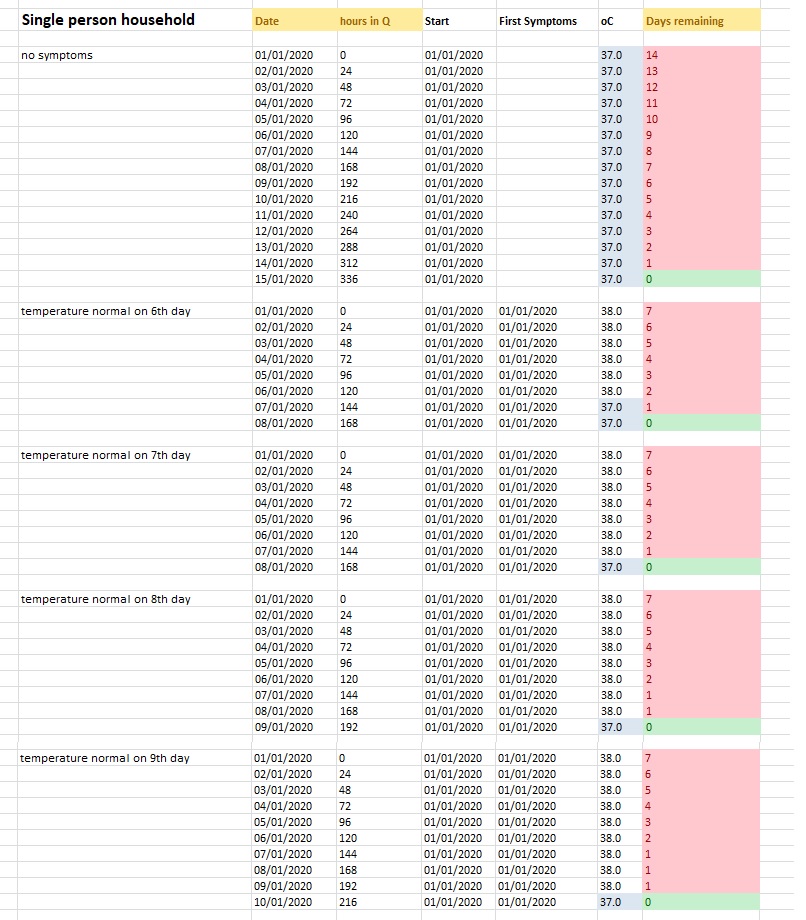 Single person household Date hours in Q Start First Symptoms oC Days remaining
no symptoms 01/01/2020 0 01/01/2020 37.0 14
02/01/2020 24 01/01/2020 37.0 13
03/01/2020 48 01/01/2020 37.0 12
04/01/2020 72 01/01/2020 37.0 11
05/01/2020 96 01/01/2020 37.0 10
06/01/2020 120 01/01/2020 37.0 9
07/01/2020 144 01/01/2020 37.0 8
08/01/2020 168 01/01/2020 37.0 7
09/01/2020 192 01/01/2020 37.0 6
10/01/2020 216 01/01/2020 37.0 5
11/01/2020 240 01/01/2020 37.0 4
12/01/2020 264 01/01/2020 37.0 3
13/01/2020 288 01/01/2020 37.0 2
14/01/2020 312 01/01/2020 37.0 1
15/01/2020 336 01/01/2020 37.0 0
temperature normal on 6th day 01/01/2020 0 01/01/2020 01/01/2020 38.0 7
02/01/2020 24 01/01/2020 01/01/2020 38.0 6
03/01/2020 48 01/01/2020 01/01/2020 38.0 5
04/01/2020 72 01/01/2020 01/01/2020 38.0 4
05/01/2020 96 01/01/2020 01/01/2020 38.0 3
06/01/2020 120 01/01/2020 01/01/2020 38.0 2
07/01/2020 144 01/01/2020 01/01/2020 37.0 1
08/01/2020 168 01/01/2020 01/01/2020 37.0 0
temperature normal on 7th day 01/01/2020 0 01/01/2020 01/01/2020 38.0 7
02/01/2020 24 01/01/2020 01/01/2020 38.0 6
03/01/2020 48 01/01/2020 01/01/2020 38.0 5
04/01/2020 72 01/01/2020 01/01/2020 38.0 4
05/01/2020 96 01/01/2020 01/01/2020 38.0 3
06/01/2020 120 01/01/2020 01/01/2020 38.0 2
07/01/2020 144 01/01/2020 01/01/2020 38.0 1
08/01/2020 168 01/01/2020 01/01/2020 37.0 0
temperature normal on 8th day 01/01/2020 0 01/01/2020 01/01/2020 38.0 7
02/01/2020 24 01/01/2020 01/01/2020 38.0 6
03/01/2020 48 01/01/2020 01/01/2020 38.0 5
04/01/2020 72 01/01/2020 01/01/2020 38.0 4
05/01/2020 96 01/01/2020 01/01/2020 38.0 3
06/01/2020 120 01/01/2020 01/01/2020 38.0 2
07/01/2020 144 01/01/2020 01/01/2020 38.0 1
08/01/2020 168 01/01/2020 01/01/2020 38.0 1
09/01/2020 192 01/01/2020 01/01/2020 37.0 0
temperature normal on 9th day 01/01/2020 0 01/01/2020 01/01/2020 38.0 7
02/01/2020 24 01/01/2020 01/01/2020 38.0 6
03/01/2020 48 01/01/2020 01/01/2020 38.0 5
04/01/2020 72 01/01/2020 01/01/2020 38.0 4
05/01/2020 96 01/01/2020 01/01/2020 38.0 3
06/01/2020 120 01/01/2020 01/01/2020 38.0 2
07/01/2020 144 01/01/2020 01/01/2020 38.0 1
08/01/2020 168 01/01/2020 01/01/2020 38.0 1
09/01/2020 192 01/01/2020 01/01/2020 38.0 1
10/01/2020 216 01/01/2020 01/01/2020 37.0 0